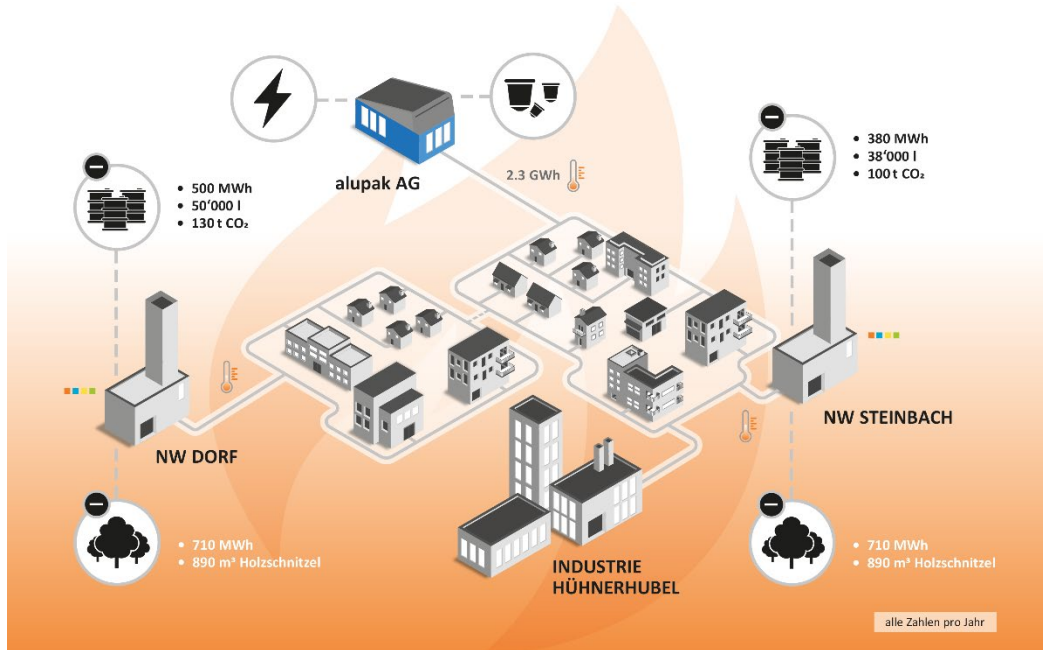 alupak AG
2.3 GWh
• 500 MWh
• 50‘000 l
• 130 t CO₂
• 380 MWh
• 38‘000 l
• 100 t CO₂
NW DORF
NW STEINBACH
• 710 MWh
• 890 m³ Holzschnitzel
INDUSTRIE
HÜHNERHUBEL
• 710 MWh
• 890 m³ Holzschnitzel
alle Zahlen pro Jahr